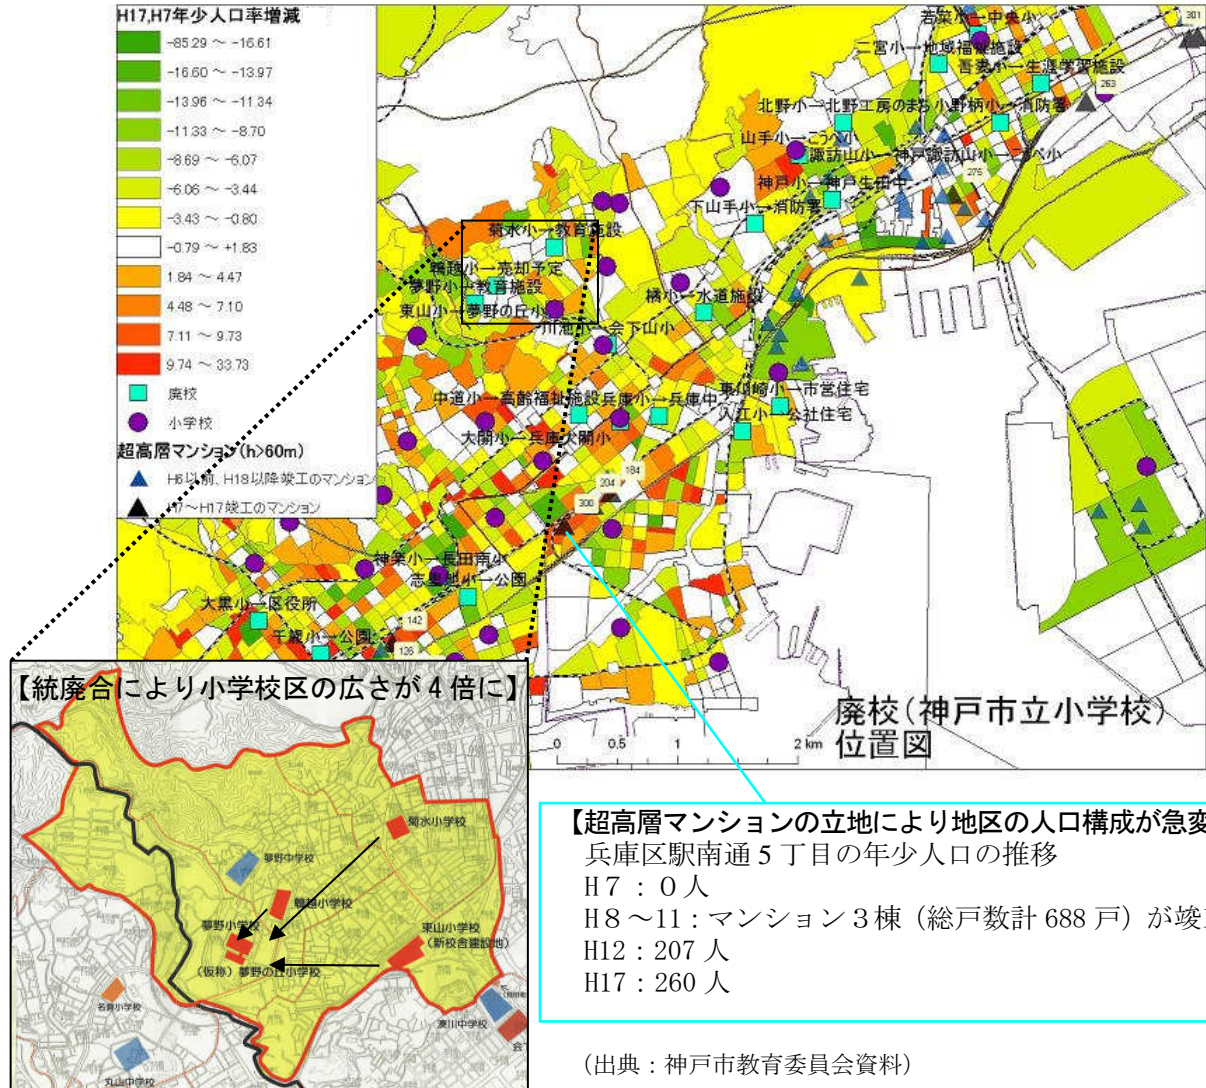 H17,H7年少人口率増減
-85.29 ～ -16.61
-16.60 ～ -13.97
-13.96 ～ -11.34
-11.33 ～ -8.70
-8.69 ～ -6.07
-6.06 ～ -3.44
-3.43 ～ -0.80
-0.79 ～ +1.83
1.84 ～ 4.47
4.48 ～ 7.10
7.11 ～ 9.73
9.74 ～ 33.73
廃校
小学校
超高層マンション(h>60m)
H6以前, H18以降竣工のマンション
H7～H17竣工のマンション
若菜小→中央小
301
二宮小→地域福祉施設
吾妻小→生涯学習施設
263
北野小→北野工房のまち
小野柄小→消防署
山手小→こうべ小
諏訪山小→神戸諏訪山小→こうべ小
275
神戸小→神戸生田中
下山手小→消防署
菊水小→教育施設
鵯越小→売却予定
夢野小→教育施設
橘小→水道施設
東山小→夢野の丘小
川池小→会下山小
東川崎小→市営住宅
中道小→高齢福祉施設
兵庫小→兵庫中
入江小→公社住宅
大開小→兵庫大開小
184
204
300
神楽小→長田南小
志里池小→公園
大黒小→区役所
千歳小→公園
142
126
廃校(神戸市立小学校)
位置図
0 0.5 1 2 km
【統廃合により小学校区の広さが4倍に】
菊水小学校
夢野中学校
鵯越小学校
夢野小学校
東山小学校
(新校舎建設地)
(仮称)夢野の丘小学校
名倉小学校
湊川中学校
丸山中学校
【超高層マンションの立地により地区の人口構成が急変
兵庫区駅南通5丁目の年少人口の推移
H7：0人
H8～11：マンション3棟（総戸数計688戸）が竣
H12：207人
H17：260人
(出典：神戸市教育委員会資料)